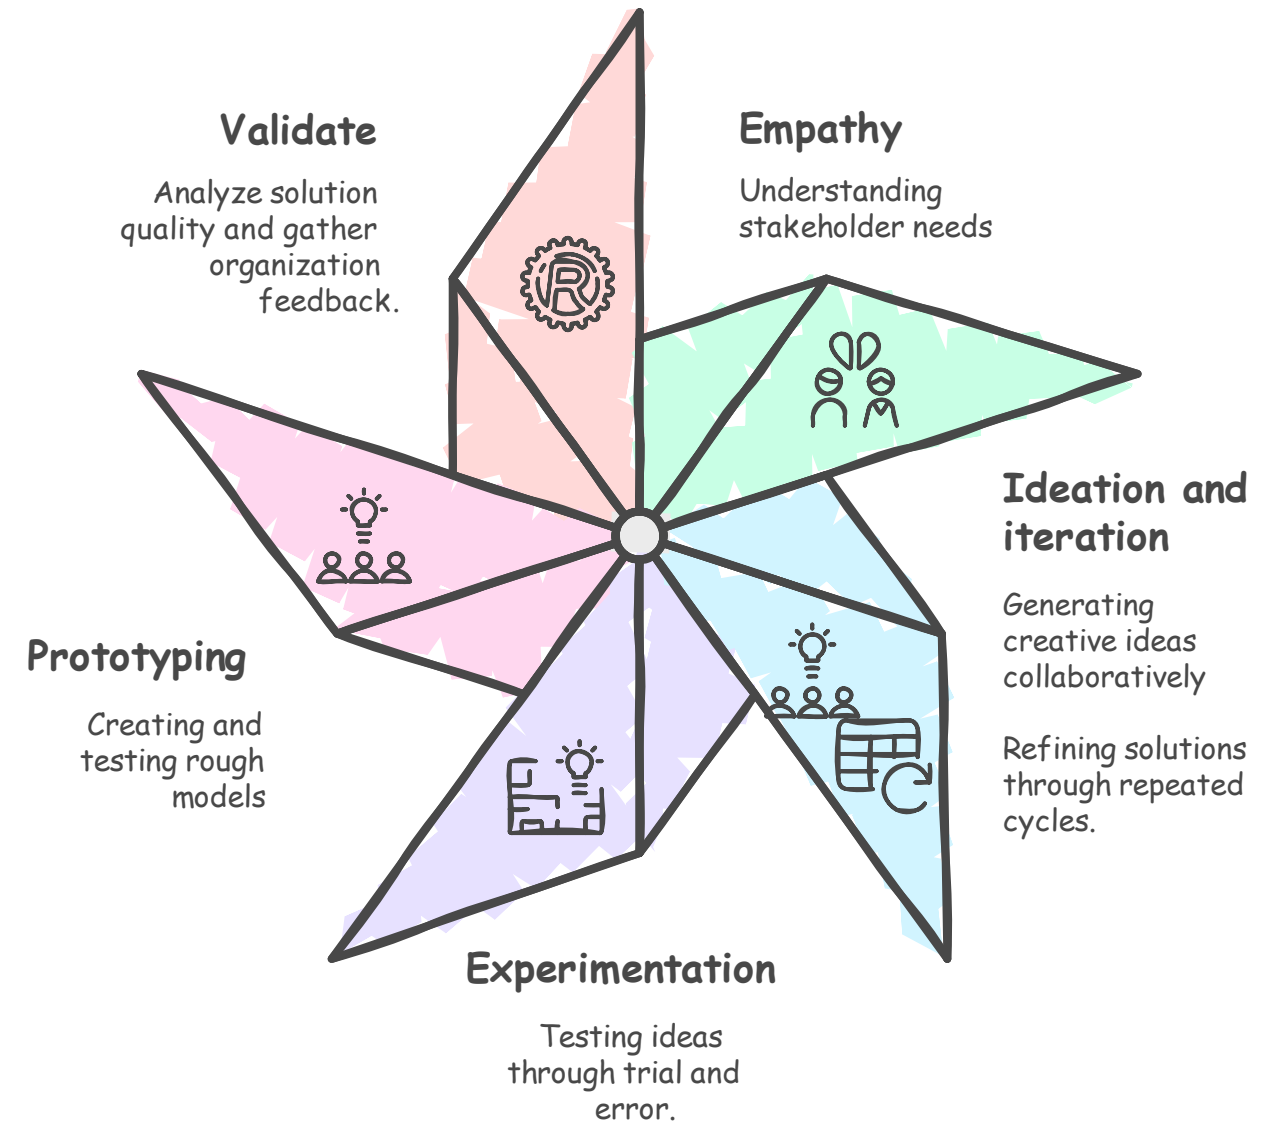 Validate
Analyze solution
quality and gather
organization
feedback.
Empathy
Understanding
stakeholder needs
Ideation and
iteration
Generating
creative ideas
collaboratively
Refining solutions
through repeated
cycles.
Prototyping
Creating and
testing rough
models
Experimentation
Testing ideas
through trial and
error.
R